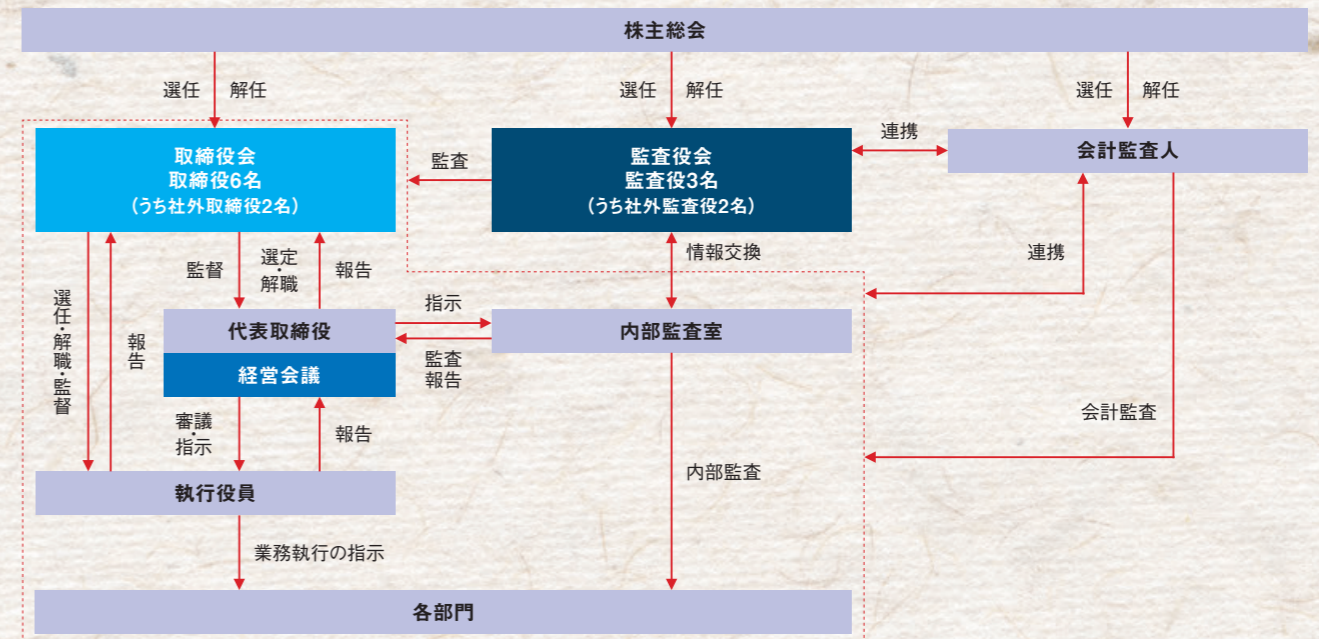 株主総会
選任 解任
選任 解任
選任 解任
取締役会
取締役6名
(うち社外取締役2名)
監査
監査役会
監査役3名
(うち社外監査役2名)
連携
会計監査人
選任・解職・監督
報告
監督
選定・解職
報告
情報交換
連携
代表取締役
指示
監査
報告
内部監査室
経営会議
審議・指示
報告
会計監査
執行役員
内部監査
業務執行の指示
各部門